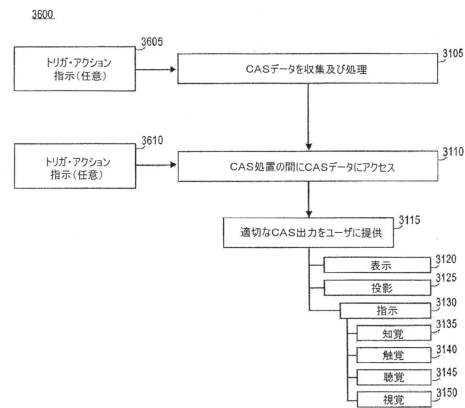 3600
3605
トリガ・アクション
指示(任意)
3105
CASデータを収集及び処理
3610
トリガ・アクション
指示(任意)
3110
CAS処置の間にCASデータにアクセス
3115
適切なCAS出力をユーザに提供
3120
表示
3125
投影
3130
指示
3135
知覚
3140
触覚
3145
聴覚
3150
視覚